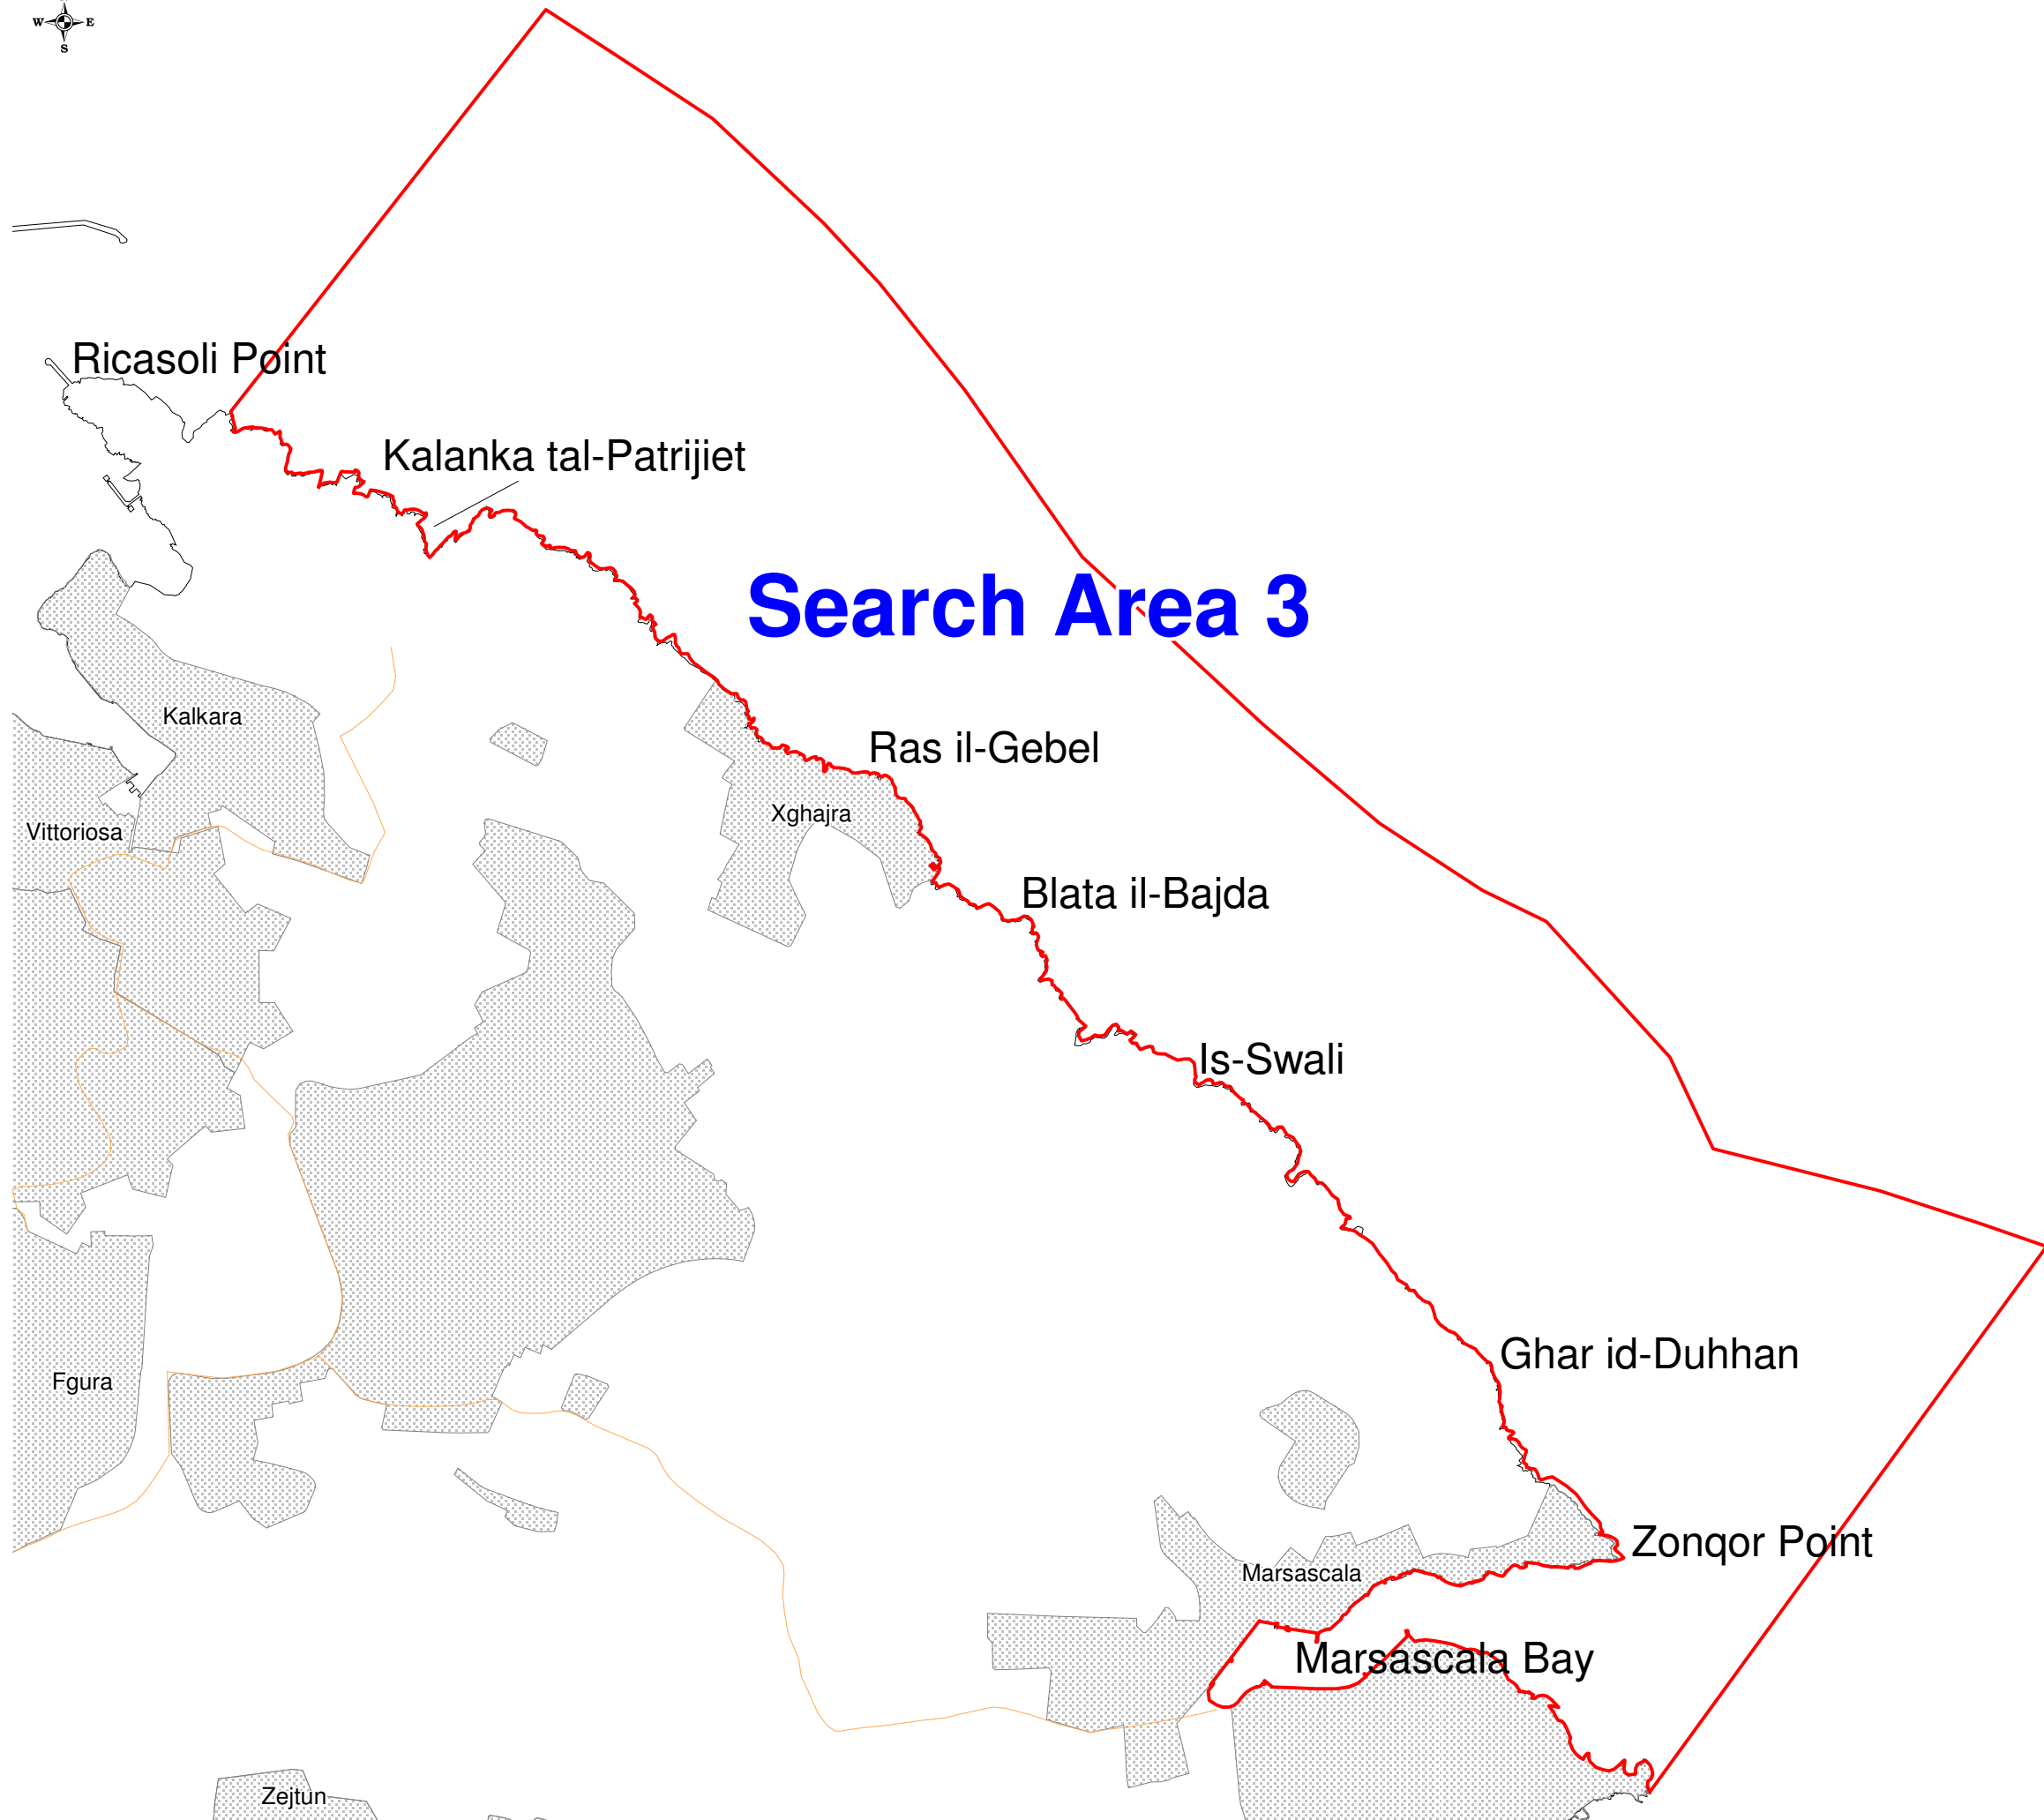 W E
S
Ricasoli Point
Kalanka tal-Patrijiet
Search Area 3
Kalkara
Ras il-Gebel
Xghajra
Vittoriosa
Blata il-Bajda
Is-Swali
Ghar id-Duhhan
Fgura
Zonqor Point
Marsascala
Marsascala Bay
Zejtun